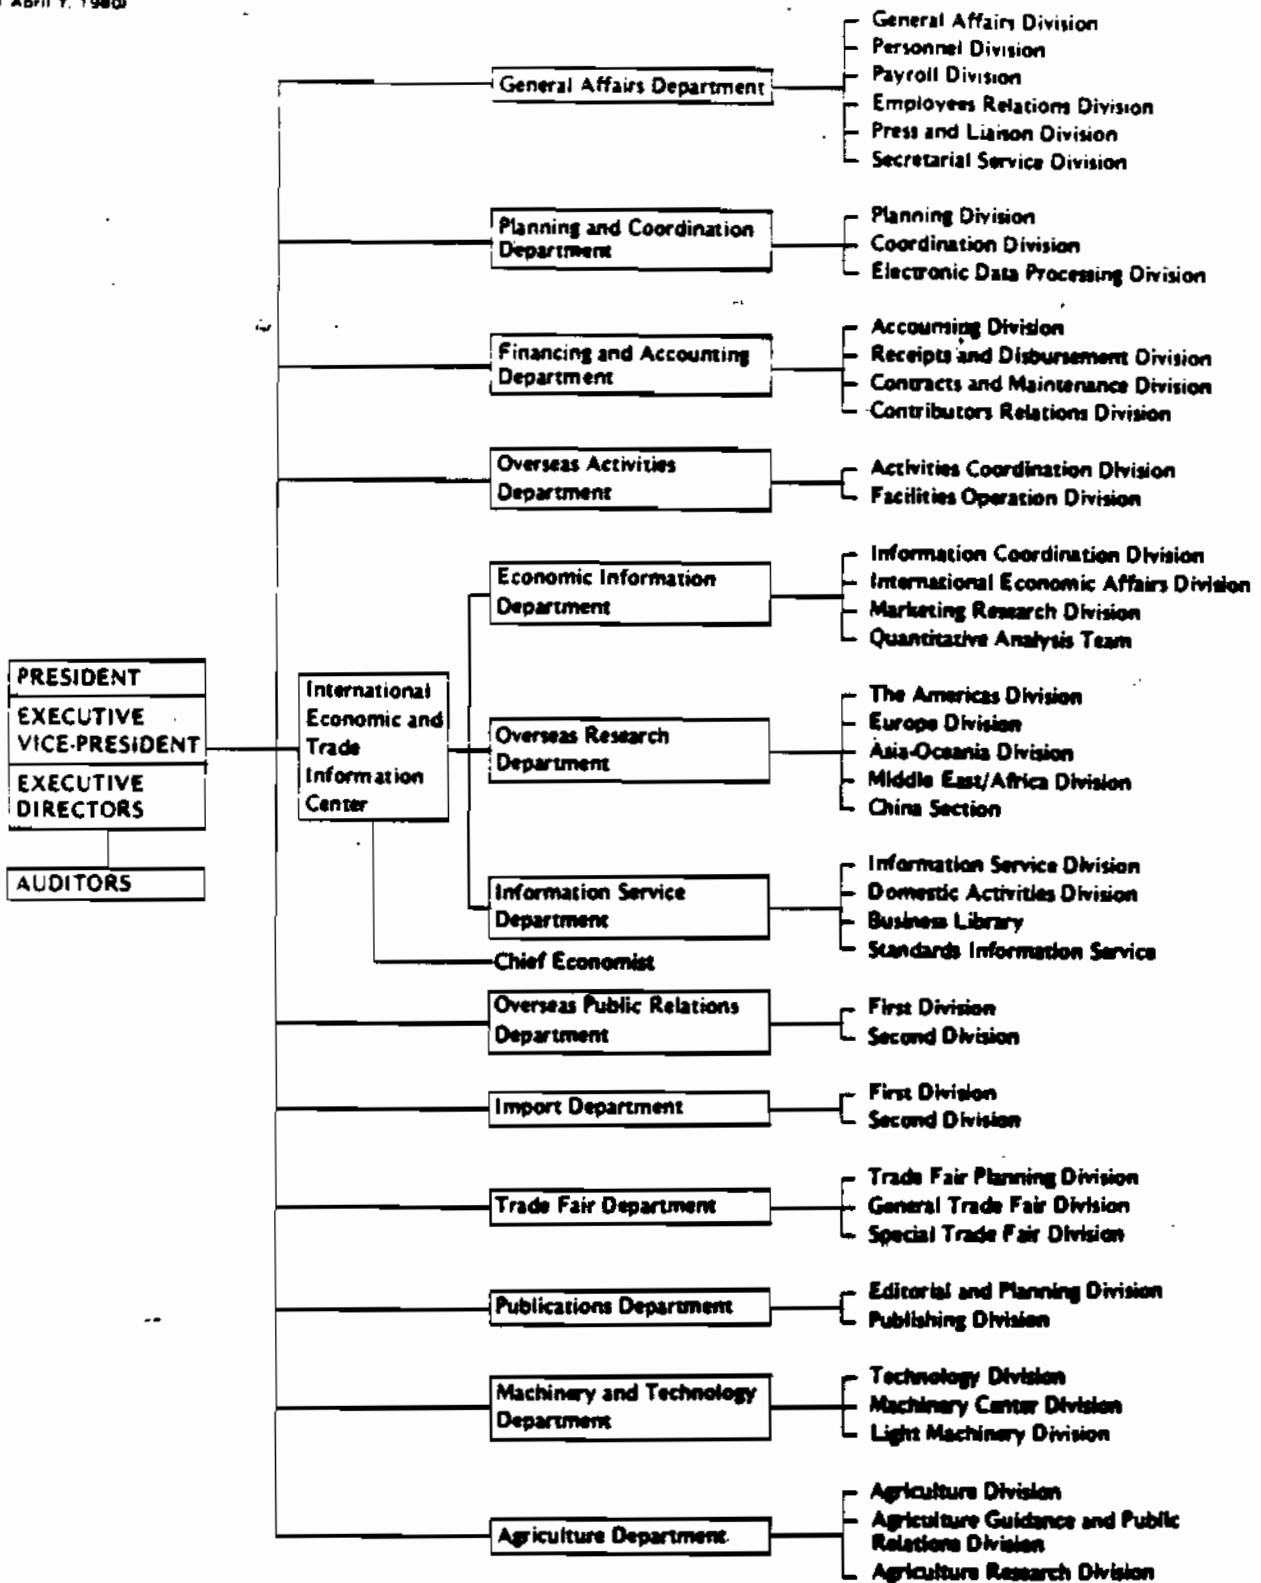 April 1, 1980)
General Affairs Department
General Affairs Division
Personnel Division
Payroll Division
Employees Relations Division
Press and Liaison Division
Secretarial Service Division
Planning and Coordination
Department
Planning Division
Coordination Division
Electronic Data Processing Division
Financing and Accounting
Department
Accounting Division
Receipts and Disbursement Division
Contracts and Maintenance Division
Contributors Relations Division
Overseas Activities
Department
Activities Coordination Division
Facilities Operation Division
Economic Information
Department
Information Coordination Division
International Economic Affairs Division
Marketing Research Division
Quantitative Analysis Team
PRESIDENT
EXECUTIVE
VICE-PRESIDENT
EXECUTIVE
DIRECTORS
AUDITORS
International
Economic and
Trade
Information
Center
Overseas Research
Department
The Americas Division
Europe Division
Asia-Oceania Division
Middle East/Africa Division
China Section
Information Service
Department
Information Service Division
Domestic Activities Division
Business Library
Standards Information Service
Chief Economist
Overseas Public Relations
Department
First Division
Second Division
Import Department
First Division
Second Division
Trade Fair Department
Trade Fair Planning Division
General Trade Fair Division
Special Trade Fair Division
Publications Department
Editorial and Planning Division
Publishing Division
Machinery and Technology
Department
Technology Division
Machinery Center Division
Light Machinery Division
Agriculture Department
Agriculture Division
Agriculture Guidance and Public
Relations Division
Agriculture Research Division